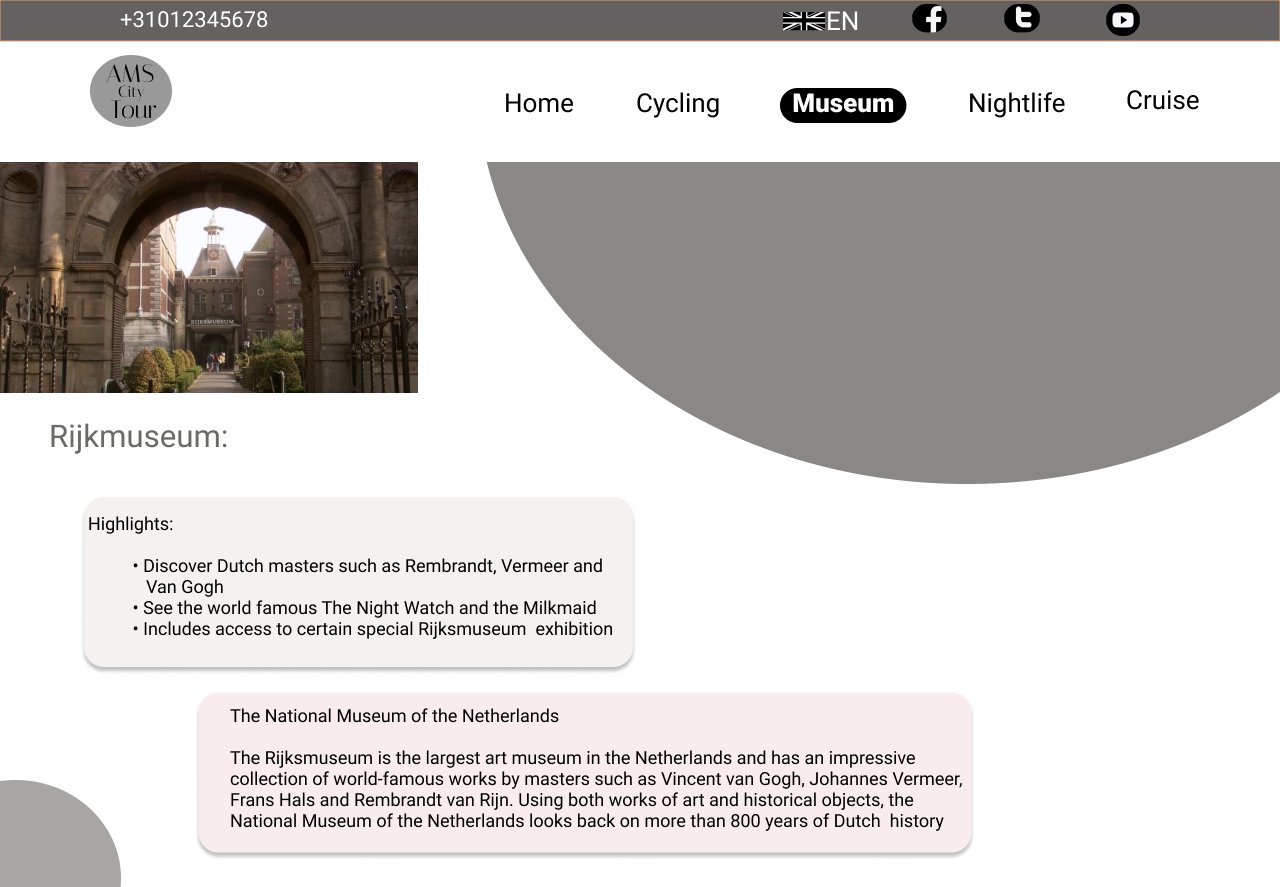 +31012345678
EN
AMS
City
Tour
Home
Cycling
Museum
Nightlife
Cruise
RIJKSMUSEUM
Rijkmuseum:
Highlights:
• Discover Dutch masters such as Rembrandt, Vermeer and
Van Gogh
• See the world famous The Night Watch and the Milkmaid
• Includes access to certain special Rijksmuseum  exhibition
The National Museum of the Netherlands
The Rijksmuseum is the largest art museum in the Netherlands and has an impressive
collection of world-famous works by masters such as Vincent van Gogh, Johannes Vermeer,
Frans Hals and Rembrandt van Rijn. Using both works of art and historical objects, the
National Museum of the Netherlands looks back on more than 800 years of Dutch  history